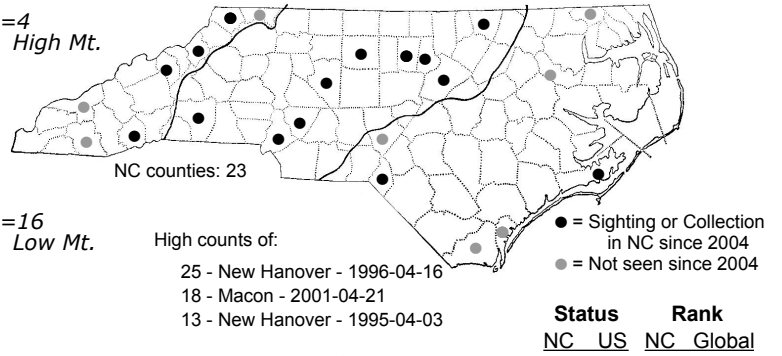 =4
High Mt.
NC counties: 23
=16
Low Mt.
High counts of:
25 - New Hanover - 1996-04-16
18 - Macon - 2001-04-21
13 - New Hanover - 1995-04-03
= Sighting or Collection
in NC since 2004
= Not seen since 2004
Status Rank
NC US NC Global